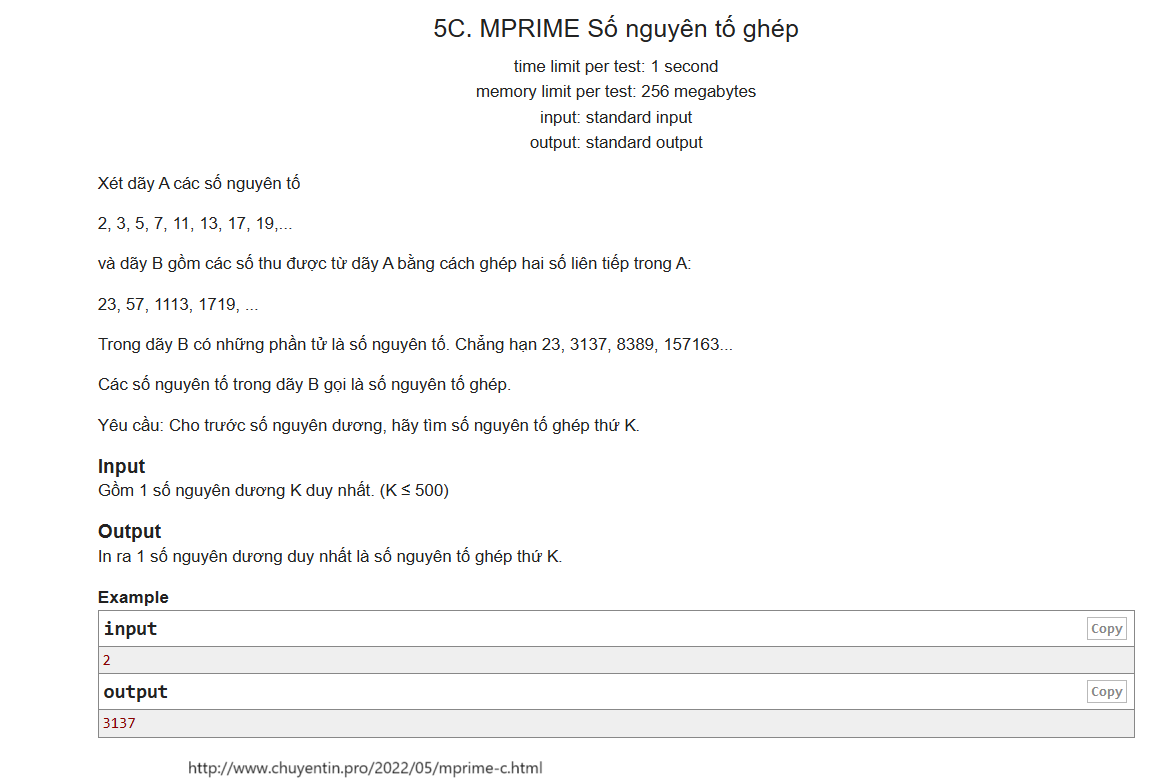 5C. MPRIME Số nguyên tố ghép
time limit per test: 1 second
memory limit per test: 256 megabytes
input: standard input
output: standard output
Xét dãy A các số nguyên tố
2, 3, 5, 7, 11, 13, 17, 19,...
và dãy B gồm các số thu được từ dãy A bằng cách ghép hai số liên tiếp trong A:
23, 57, 1113, 1719, ...
Trong dãy B có những phần tử là số nguyên tố. Chẳng hạn 23, 3137, 8389, 157163...
Các số nguyên tố trong dãy B gọi là số nguyên tố ghép.
Yêu cầu: Cho trước số nguyên dương, hãy tìm số nguyên tố ghép thứ K.
Input
Gồm 1 số nguyên dương K duy nhất. (K ≤ 500)
Output
In ra 1 số nguyên dương duy nhất là số nguyên tố ghép thứ K.
Example
input Copy
2
output Copy
3137
http://www.chuyentin.pro/2022/05/mprime-c.html